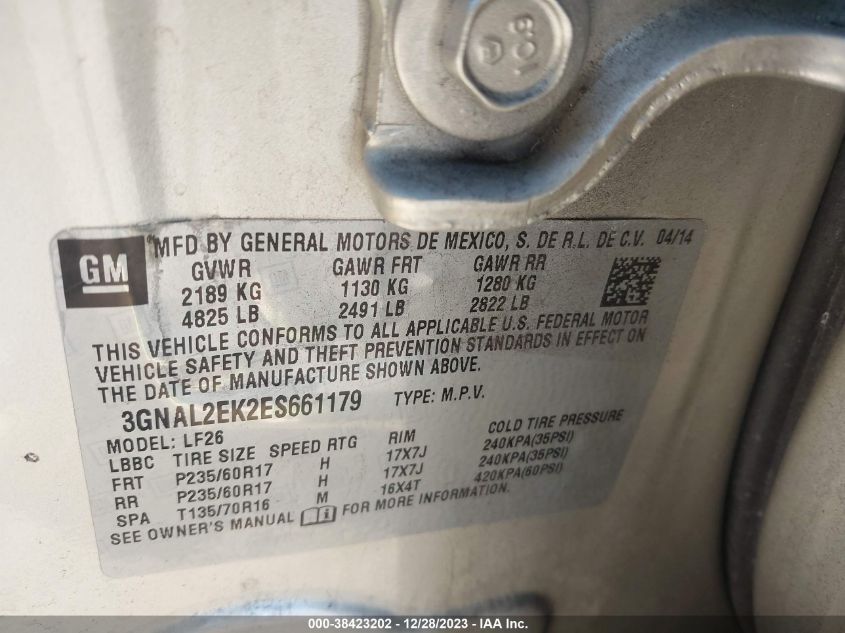 601
GM
MFD BY GENERAL MOTORS DE MEXICO, S. DE R.L. DE C.V. 04/14
GVWR GAWR FRT GAWR RR
2189 KG 1130 KG 1280 KG
4825 LB 2491 LB 2822 LB
THIS VEHICLE CONFORMS TO ALL APPLICABLE U.S. FEDERAL MOTOR
VEHICLE SAFETY AND THEFT PREVENTION STANDARDS IN EFFECT ON
THE DATE OF MANUFACTURE SHOWN ABOVE.
3GNAL2EK2ES661179 TYPE: M.P.V.
MODEL: LF26
LBBC TIRE SIZE SPEED RTG RIM COLD TIRE PRESSURE
FRT P235/60R17 H 17X7J 240KPA(35PSI)
RR P235/60R17 H 17X7J 240KPA(35PSI)
SPA T135/70R16 M 16X4T 420KPA(60PSI)
SEE OWNER'S MANUAL FOR MORE INFORMATION.
000-38423202 - 12/28/2023 - IAA Inc.